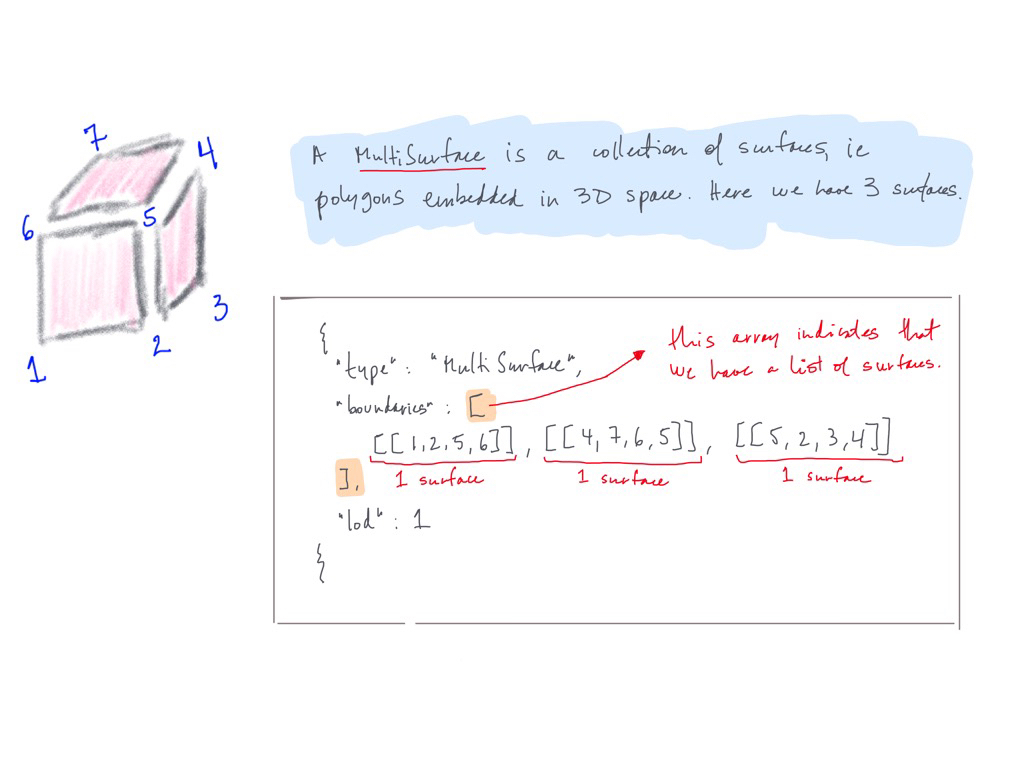 7
4
6
5
3
2
1
A MultiSurface is a collection of surfaces, ie
polygons embedded in 3D space. Here we have 3 surfaces.
{
"type": "MultiSurface",
"boundaries": [
this array indicates that
we have a list of surfaces.
[[1,2,5,6]], [[4,7,6,5]], [[5,2,3,4]]
1 surface 1 surface 1 surface
],
"lod": 1
{